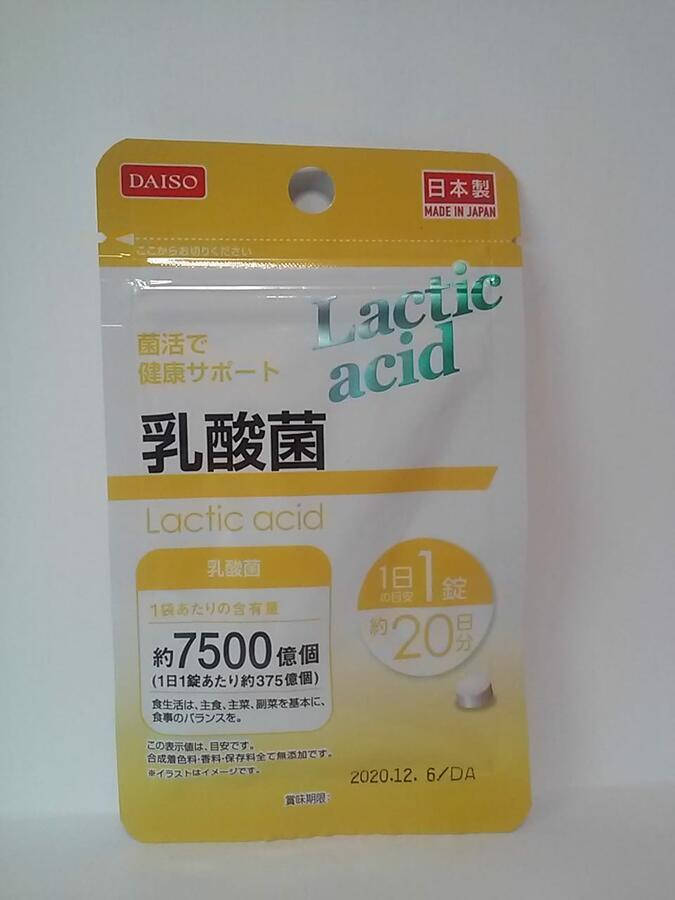 DAISO
日本製
MADE IN JAPAN
ここからお切りください
Lactic
acid
菌活で
健康サポート
乳酸菌
Lactic acid
乳酸菌
1袋あたりの含有量
約7500億個
(1日1錠あたり約375億個)
食生活は、主食、主菜、副菜を基本に、
食事のバランスを。
1日の目安1錠
約20日分
この表示値は、目安です。
合成着色料・香料・保存料全て無添加です。
※イラストはイメージです。
2020.12. 6/DA
賞味期限: